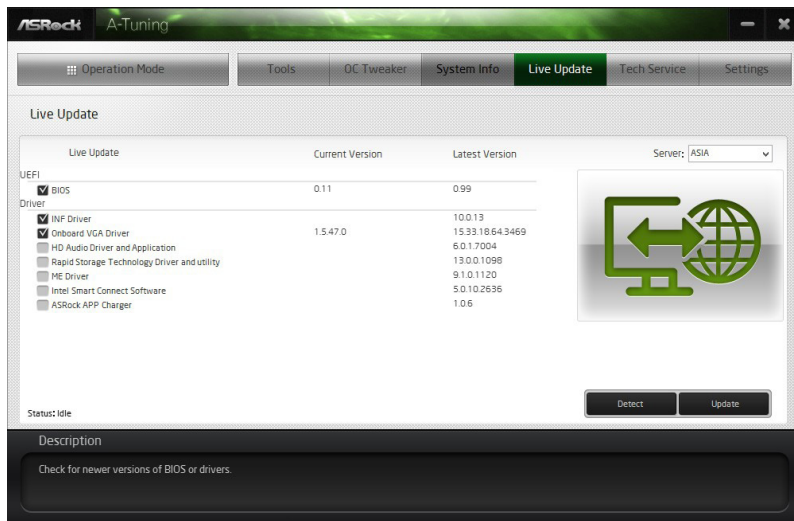 ASRock A-Tuning
Operation Mode Tools OC Tweaker System Info Live Update Tech Service Settings
Live Update
Live Update Current Version Latest Version Server: ASIA
UEFI
BIOS 0.11 0.99
Driver
INF Driver 10.0.13
Onboard VGA Driver 1.5.47.0 15.33.18.64.3469
HD Audio Driver and Application 6.0.1.7004
Rapid Storage Technology Driver and utility 13.0.0.1098
ME Driver 9.1.0.1120
Intel Smart Connect Software 5.0.10.2636
ASRock APP Charger 1.0.6
Detect Update
Status: Idle
Description
Check for newer versions of BIOS or drivers.